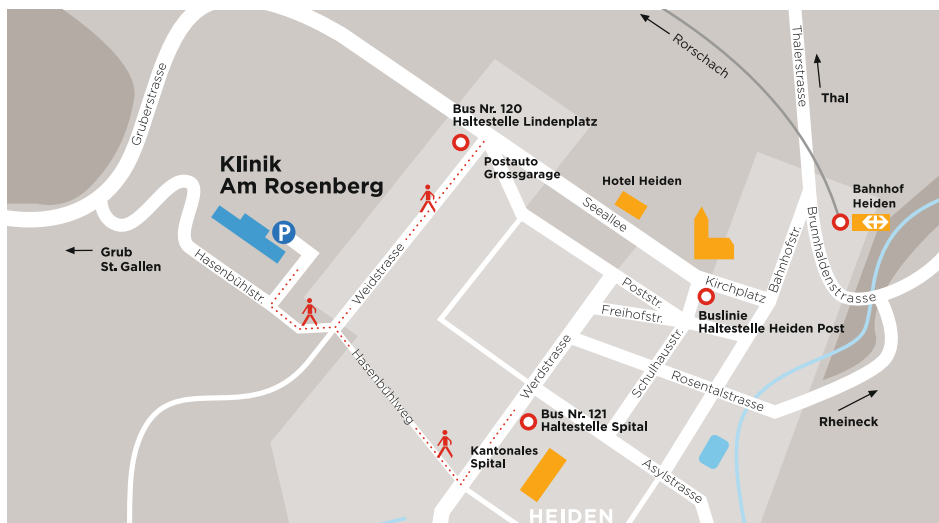 Rorschach
Thalerstrasse
Thal
Gruberstrasse
Bus Nr. 120
Haltestelle Lindenplatz
Klinik
Am Rosenberg
P
Postauto
Grossgarage
Hotel Heiden
Seeallee
Bahnhof
Heiden
Grub
St. Gallen
Hasenbühlstr.
Weidstrasse
Bahnhofstr.
Brunnhaldenstrasse
Kirchplatz
Poststr.
Freihofstr.
Buslinie
Haltestelle Heiden Post
Hasenbühlweg
Werdstrasse
Schulhausstr.
Rosentalstrasse
Bus Nr. 121
Haltestelle Spital
Rheineck
Kantonales
Spital
Asylstrasse
HEIDEN